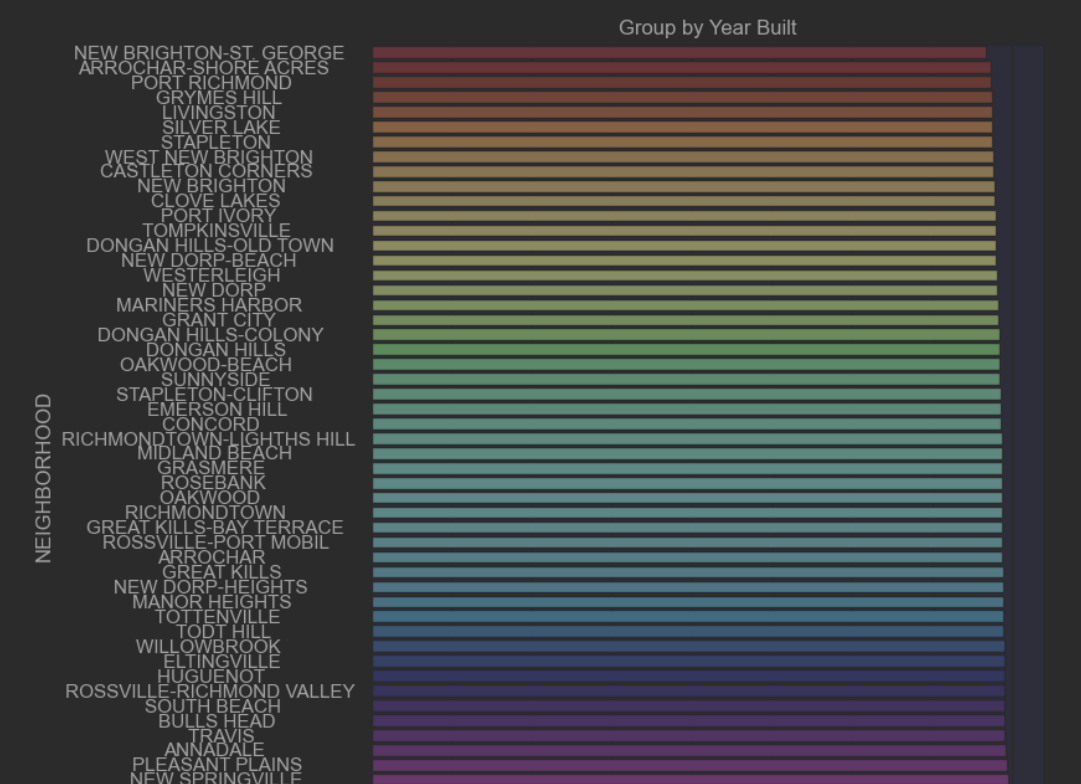 Group by Year Built
NEW BRIGHTON-ST. GEORGE
ARROCHAR-SHORE ACRES
PORT RICHMOND
GRYMES HILL
LIVINGSTON
SILVER LAKE
STAPLETON
WEST NEW BRIGHTON
CASTLETON CORNERS
NEW BRIGHTON
CLOVE LAKES
PORT IVORY
TOMPKINSVILLE
DONGAN HILLS-OLD TOWN
NEW DORP-BEACH
WESTERLEIGH
NEW DORP
MARINERS HARBOR
GRANT CITY
DONGAN HILLS-COLONY
DONGAN HILLS
OAKWOOD-BEACH
SUNNYSIDE
STAPLETON-CLIFTON
EMERSON HILL
CONCORD
RICHMONDTOWN-LIGHTHS HILL
MIDLAND BEACH
GRASMERE
ROSEBANK
OAKWOOD
RICHMONDTOWN
GREAT KILLS-BAY TERRACE
ROSSVILLE-PORT MOBIL
ARROCHAR
GREAT KILLS
NEW DORP-HEIGHTS
MANOR HEIGHTS
TOTTENVILLE
TODT HILL
WILLOWBROOK
ELTINGVILLE
HUGUENOT
ROSSVILLE-RICHMOND VALLEY
SOUTH BEACH
BULLS HEAD
TRAVIS
ANNADALE
PLEASANT PLAINS
NEW SPRINGVILLE
NEIGHBORHOOD